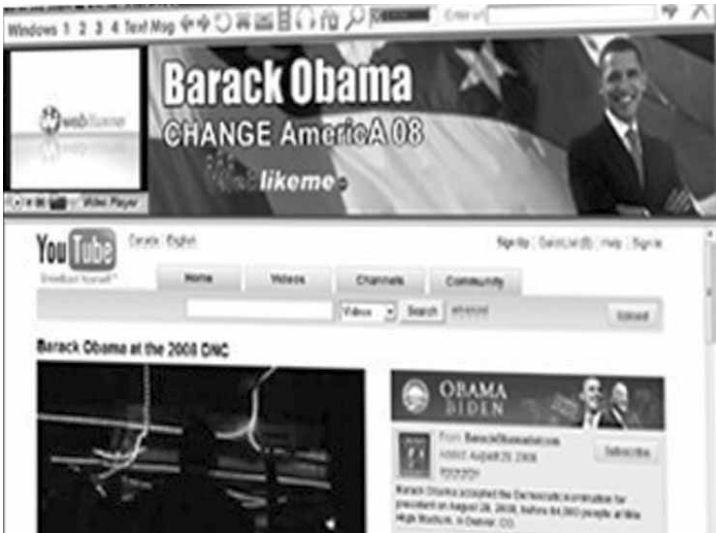 Windows 1 2 3 4 Text Msg
Enter url
Barack Obama
CHANGE AmericA 08
likeme
Video Player
YouTube
Broadcast Yourself™
Canada English
Sign Up QuickList (0) Help Sign In
Home Videos Channels Community
Videos Search advanced
Upload
Barack Obama at the 2008 DNC
OBAMA
BIDEN
From: BarackObamadotcom
Added: August 28, 2008
Subscribe
Barack Obama accepted the Democratic nomination for
president on August 28, 2008, before 84,000 people at Mile
High Stadium, in Denver, CO.